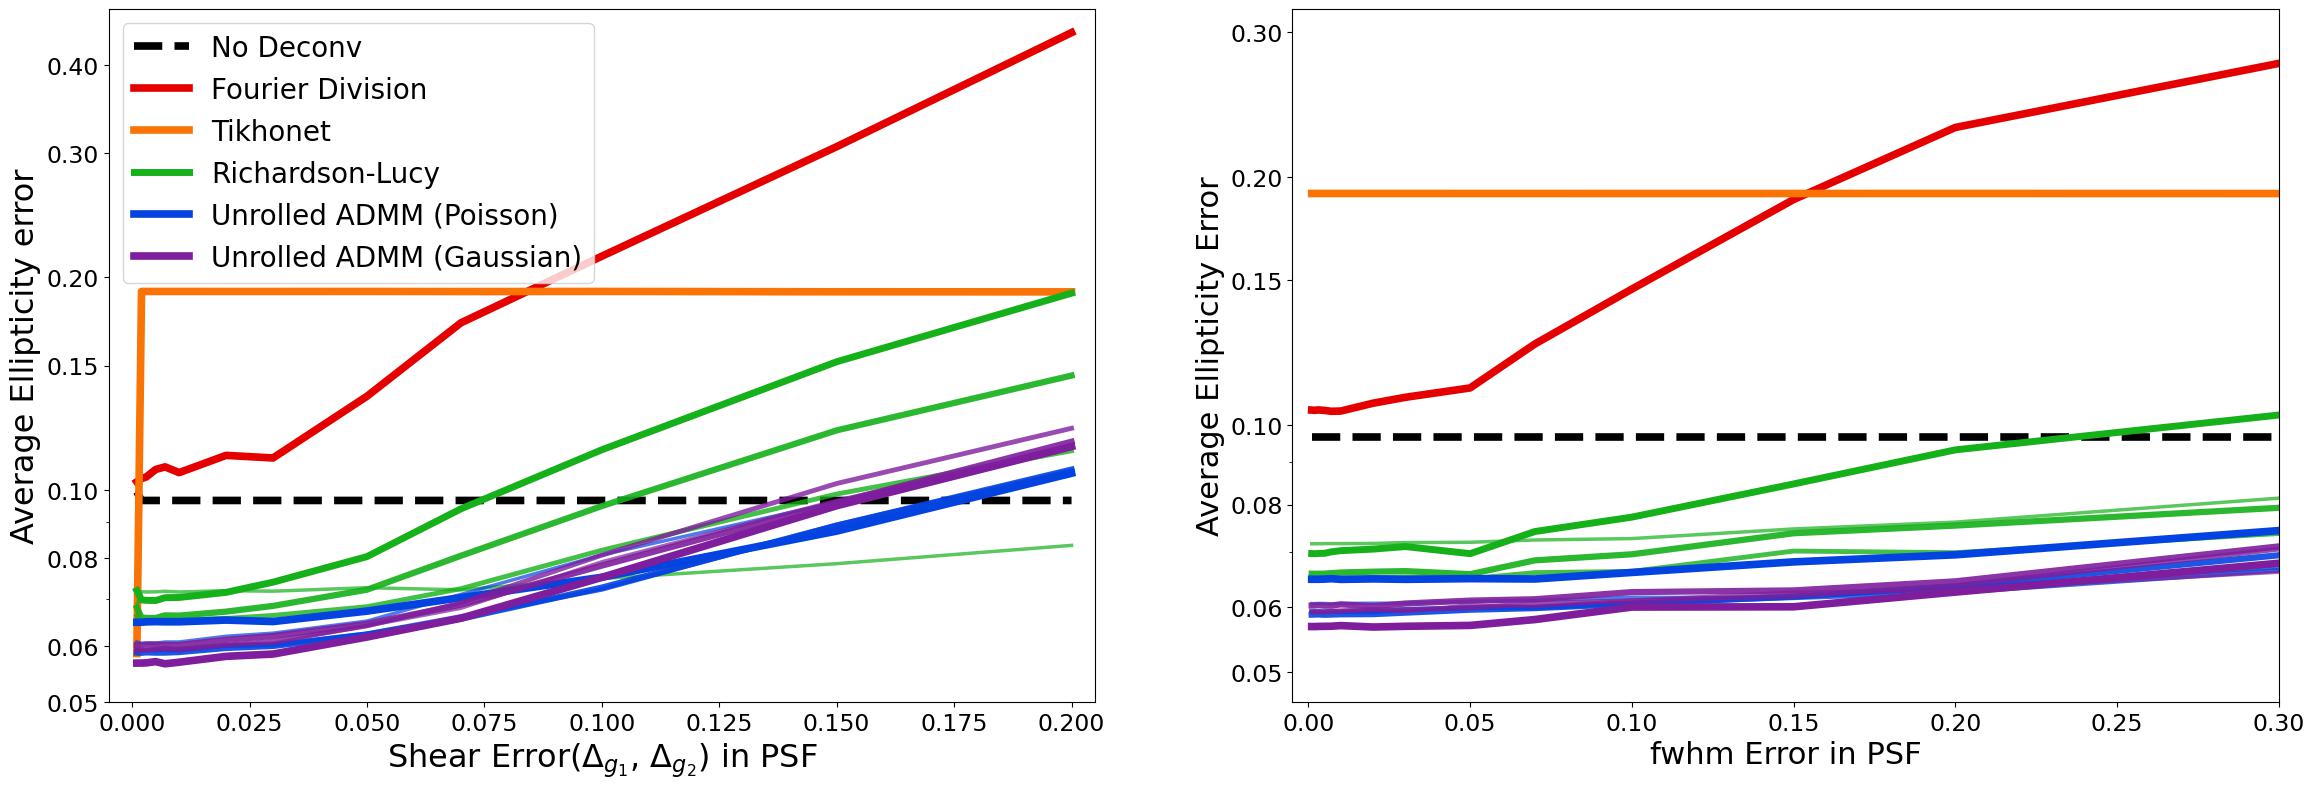 Average Ellipticity error
0.40
0.30
0.20
0.15
0.10
0.08
0.06
0.05
No Deconv
Fourier Division
Tikhonet
Richardson-Lucy
Unrolled ADMM (Poisson)
Unrolled ADMM (Gaussian)
0.000 0.025 0.050 0.075 0.100 0.125 0.150 0.175 0.200
Shear Error(Δg₁, Δg₂) in PSF
Average Ellipticity Error
0.30
0.20
0.15
0.10
0.08
0.06
0.05
0.00 0.05 0.10 0.15 0.20 0.25 0.30
fwhm Error in PSF